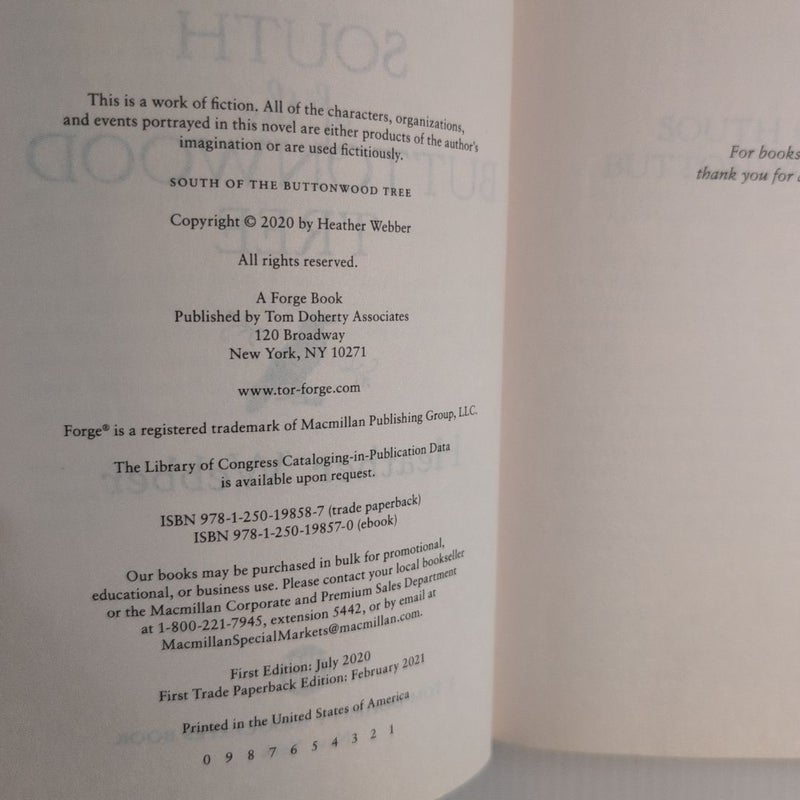 This is a work of fiction. All of the characters, organizations,
and events portrayed in this novel are either products of the author's
imagination or are used fictitiously.
SOUTH OF THE BUTTONWOOD TREE
Copyright © 2020 by Heather Webber
All rights reserved.
A Forge Book
Published by Tom Doherty Associates
120 Broadway
New York, NY 10271
www.tor-forge.com
Forge® is a registered trademark of Macmillan Publishing Group, LLC.
The Library of Congress Cataloging-in-Publication Data
is available upon request.
ISBN 978-1-250-19858-7 (trade paperback)
ISBN 978-1-250-19857-0 (ebook)
Our books may be purchased in bulk for promotional,
educational, or business use. Please contact your local bookseller
or the Macmillan Corporate and Premium Sales Department
at 1-800-221-7945, extension 5442, or by email at
MacmillanSpecialMarkets@macmillan.com.
First Edition: July 2020
First Trade Paperback Edition: February 2021
Printed in the United States of America
0 9 8 7 6 5 4 3 2 1
For books
thank you for